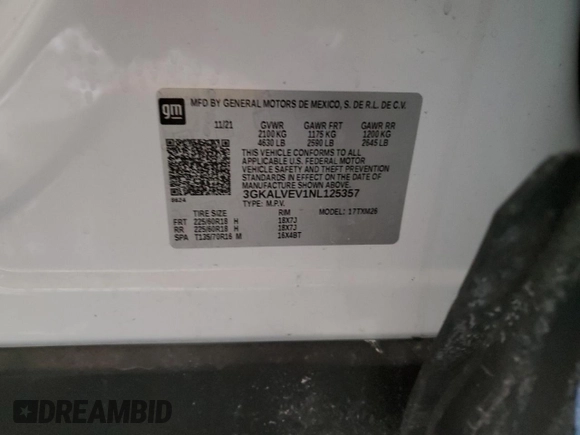 gm
MFD BY GENERAL MOTORS DE MEXICO, S. DE R.L. DE C.V.
11/21 GVWR GAWR FRT GAWR RR
2100 KG 1175 KG 1200 KG
4630 LB 2590 LB 2645 LB
THIS VEHICLE CONFORMS TO ALL
APPLICABLE U.S. FEDERAL MOTOR
VEHICLE SAFETY AND THEFT
PREVENTION STANDARDS IN EFFECT
ON THE DATE OF
MANUFACTURE SHOWN ABOVE.
0624 3GKALVEV1NL125357
TYPE: M.P.V. MODEL: 1TXM26
TIRE SIZE RIM
FRT 225/60R18 H 18X7J
RR 225/60R18 H 18X7J
SPA T135/70R16 M 16X4BT
DREAMBID